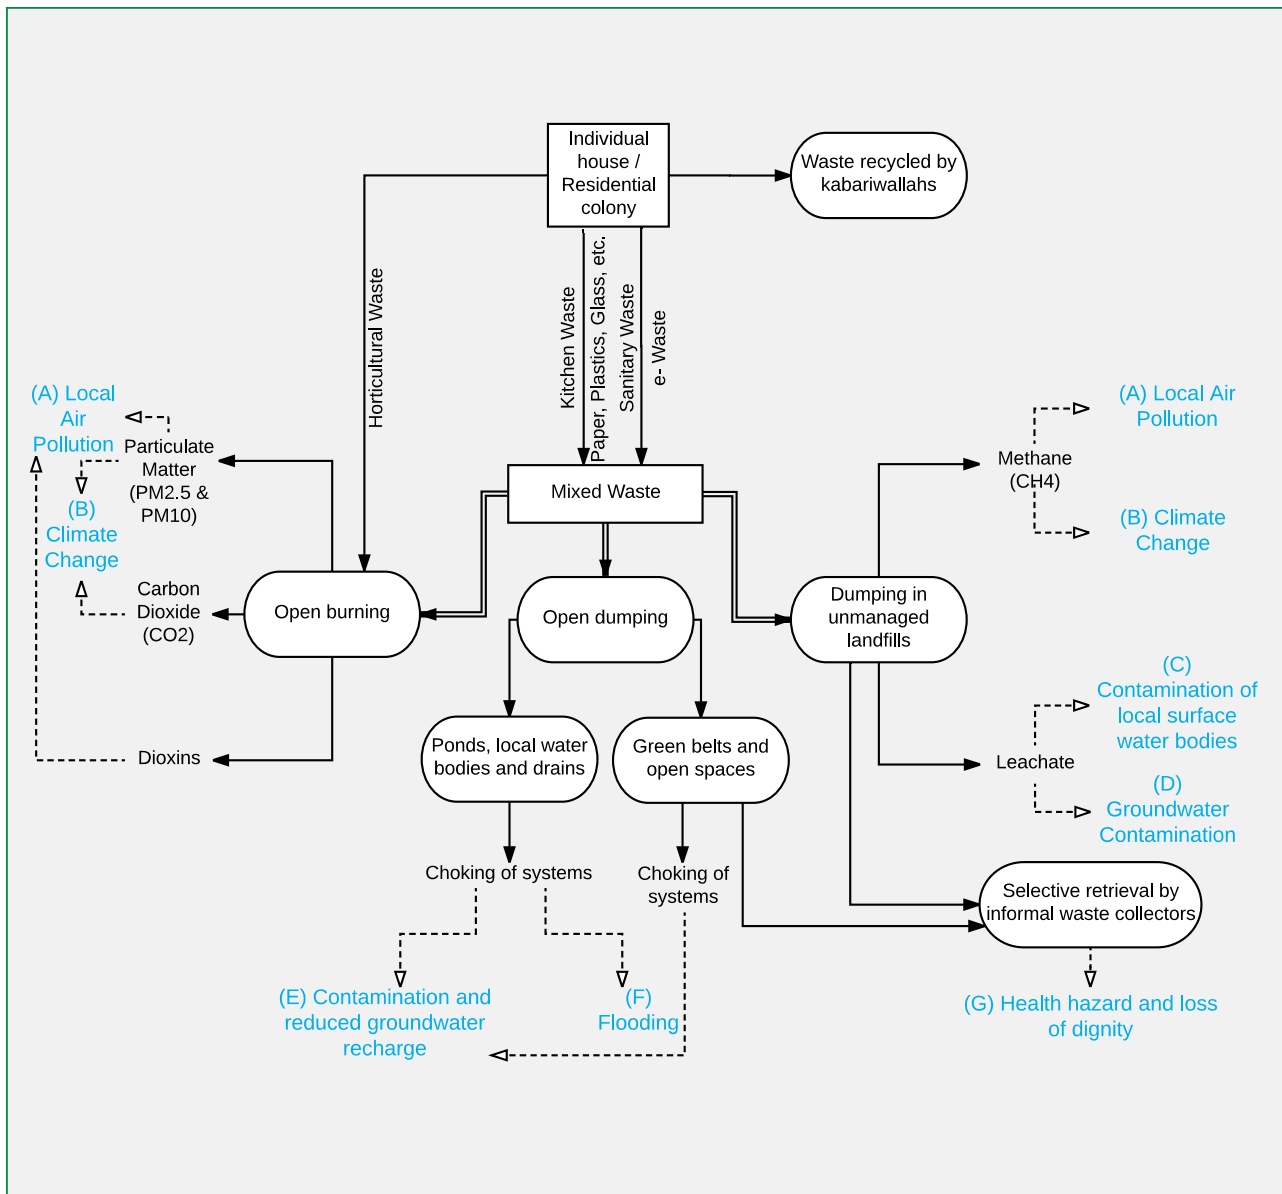 Individual
house /
Residential
colony
Waste recycled by
kabariwallahs
Horticultural Waste
Kitchen Waste
Paper, Plastics, Glass, etc.
Sanitary Waste
e- Waste
(A) Local
Air
Pollution
Particulate
Matter
(PM2.5 &
PM10)
(B)
Climate
Change
Carbon
Dioxide
(CO2)
Dioxins
Open burning
Mixed Waste
Open dumping
Dumping in
unmanaged
landfills
Methane
(CH4)
(A) Local Air
Pollution
(B) Climate
Change
(C)
Contamination of
local surface
water bodies
Leachate
(D)
Groundwater
Contamination
Ponds, local water
bodies and drains
Green belts and
open spaces
Choking of systems
Choking of
systems
Selective retrieval by
informal waste collectors
(E) Contamination and
reduced groundwater
recharge
(F)
Flooding
(G) Health hazard and loss
of dignity